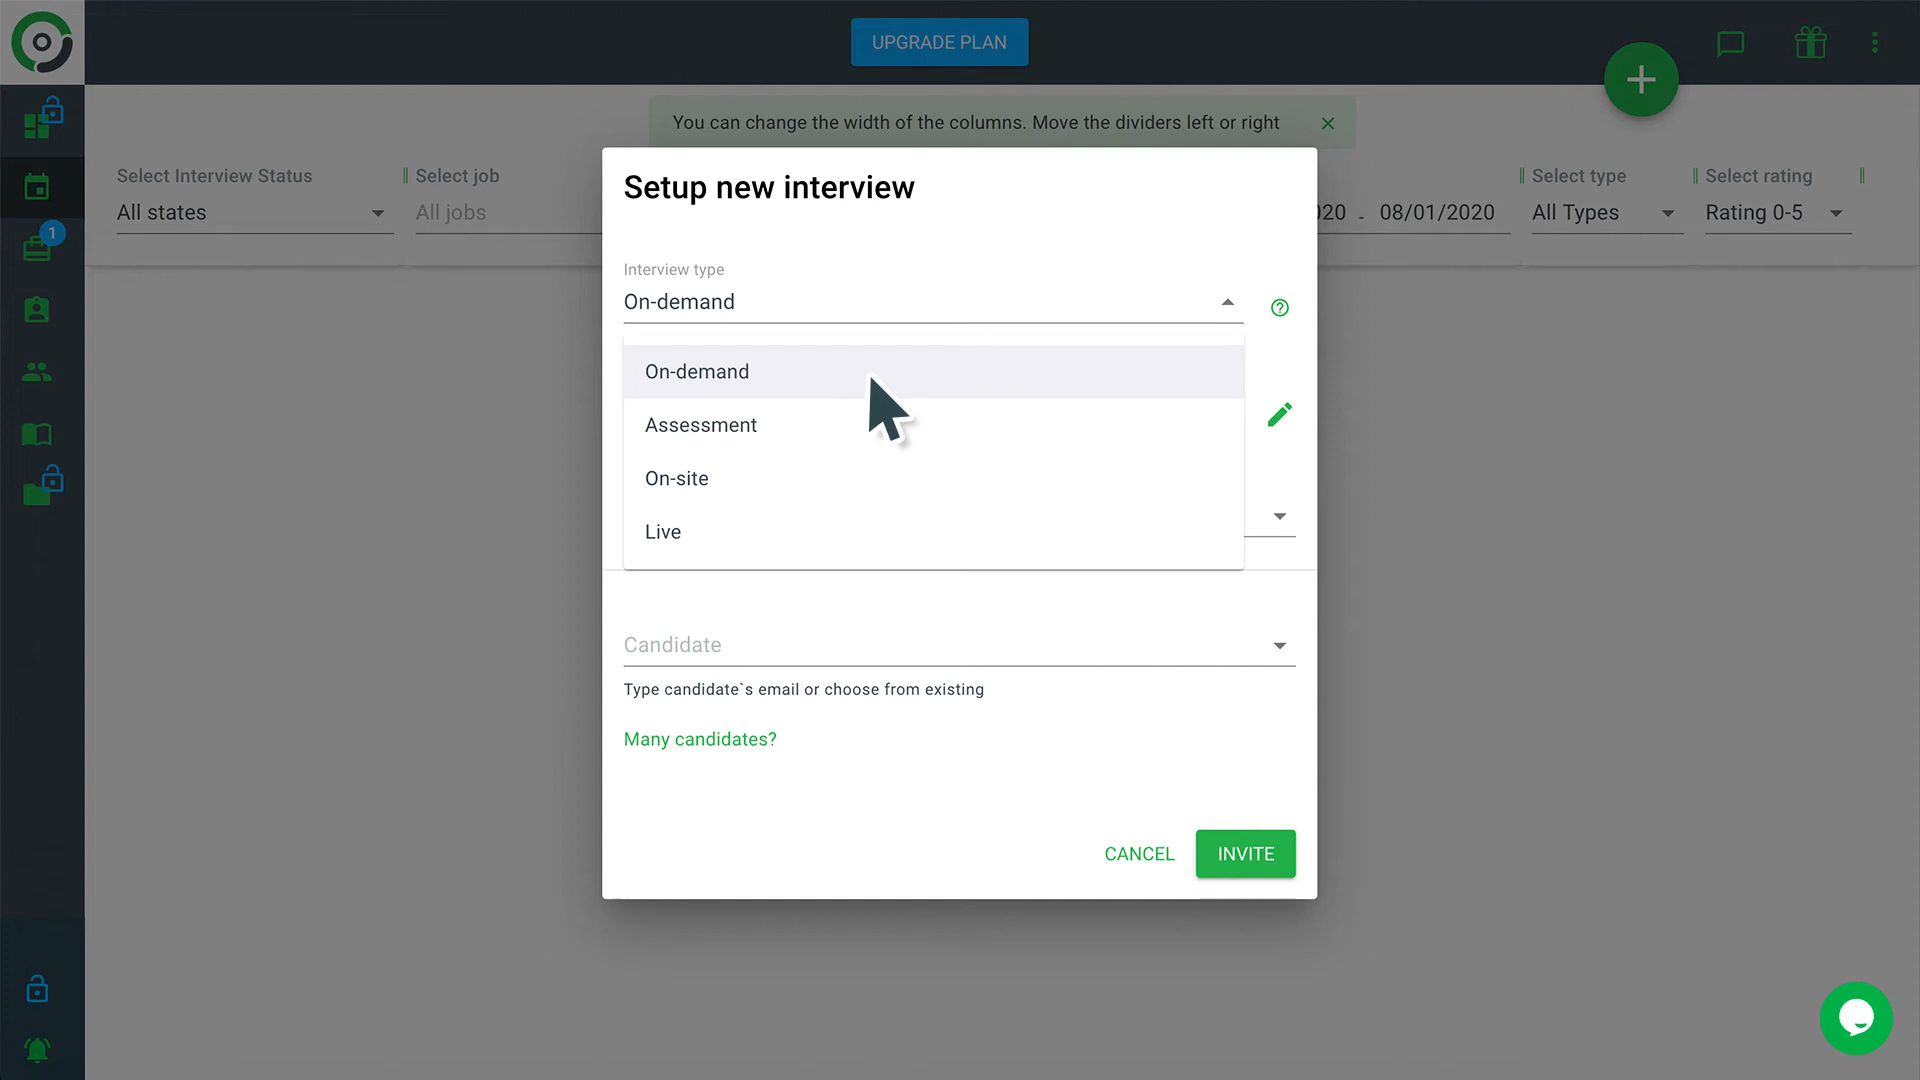 UPGRADE PLAN
You can change the width of the columns. Move the dividers left or right
Select Interview Status
Select job
Select type
Select rating
All states
All jobs
020 - 08/01/2020
All Types
Rating 0-5
1
Setup new interview
Interview type
On-demand
On-demand
Assessment
On-site
Live
Candidate
Type candidate`s email or choose from existing
Many candidates?
CANCEL
INVITE